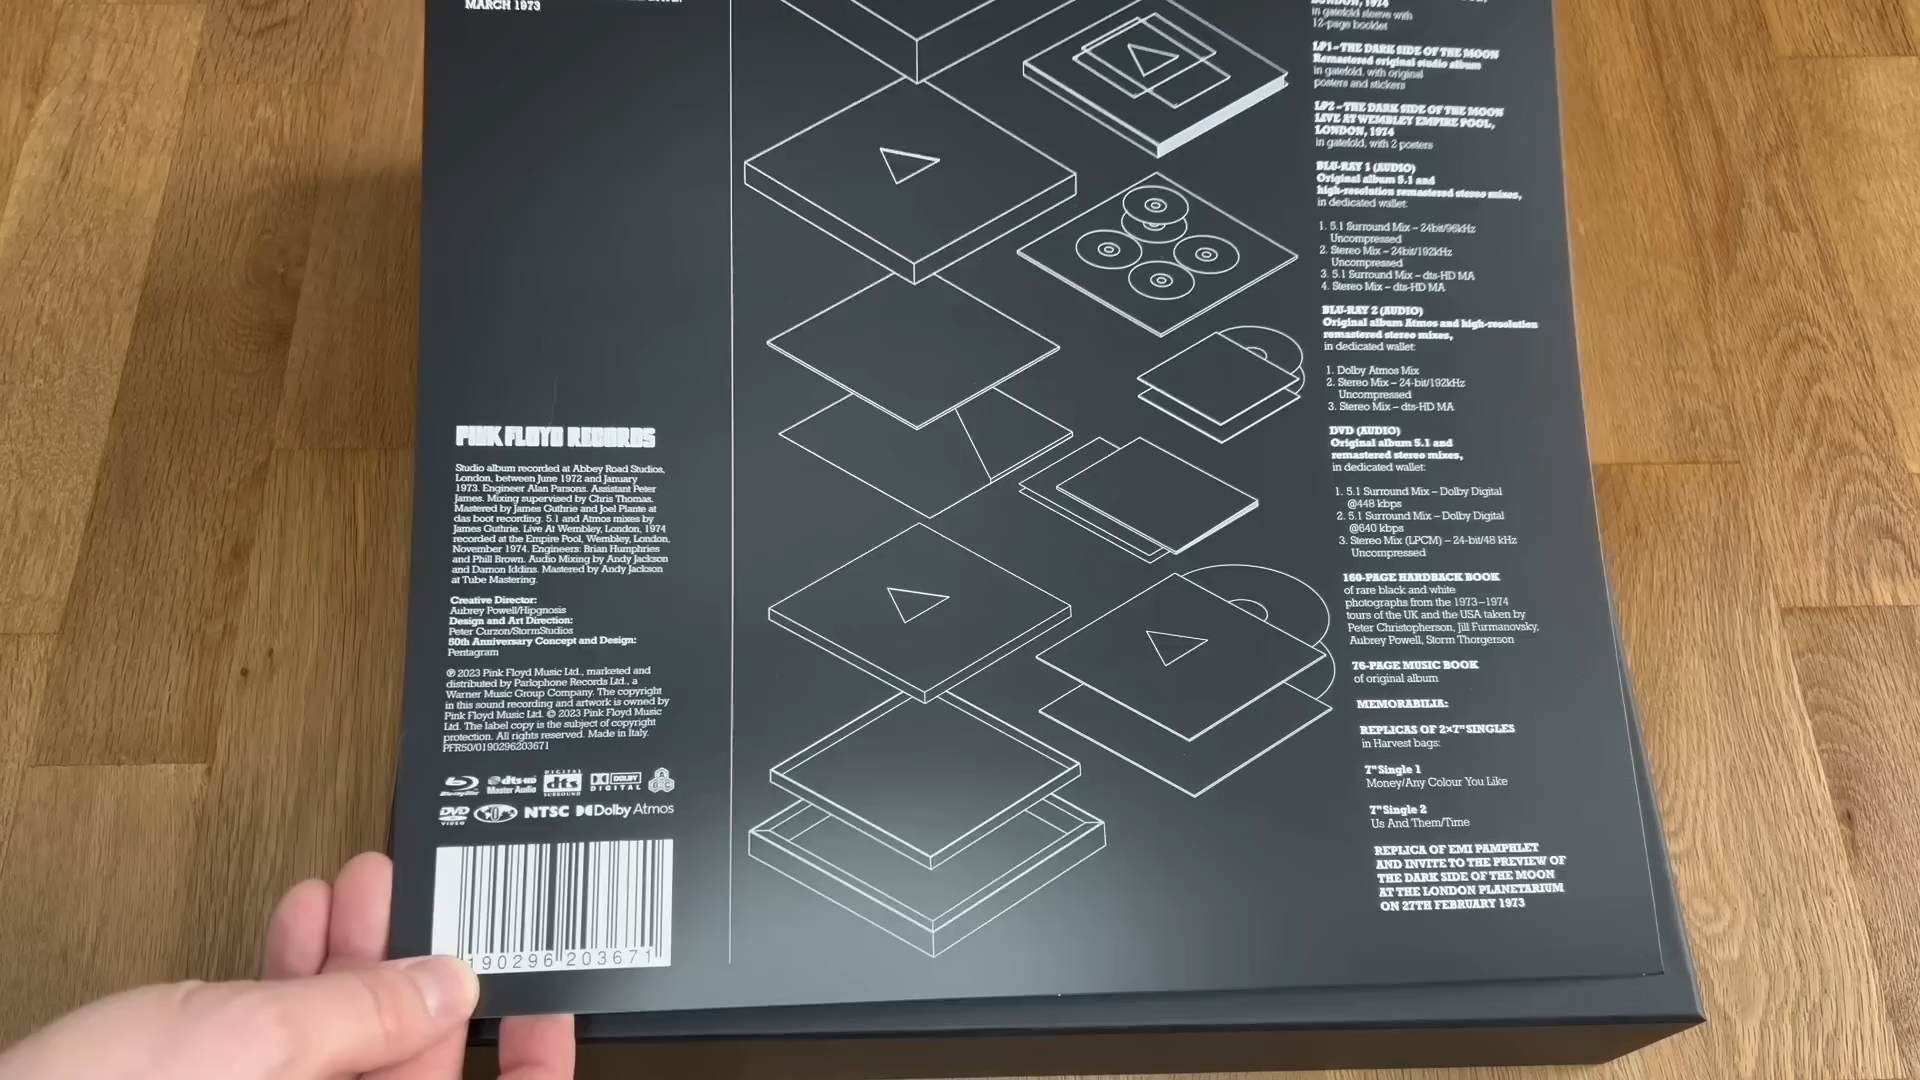 MARCH 1973
PINK FLOYD RECORDS
Studio album recorded at Abbey Road Studios,
London, between June 1972 and January
1973. Engineer Alan Parsons. Assistant Peter
James. Mixing supervised by Chris Thomas.
Mastered by James Guthrie and Joel Plante at
das boot recording. 5.1 and Atmos mixes by
James Guthrie. Live At Wembley, London, 1974
recorded at the Empire Pool, Wembley, London,
November 1974. Engineers: Brian Humphries
and Phill Brown. Audio Mixing by Andy Jackson
and Damon Iddins. Mastered by Andy Jackson
at Tube Mastering.
Creative Director:
Aubrey Powell/Hipgnosis
Design and Art Direction:
Peter Curzon/StormStudios
50th Anniversary Concept and Design:
Pentagram
℗ 2023 Pink Floyd Music Ltd., marketed and
distributed by Parlophone Records Ltd., a
Warner Music Group Company. The copyright
in this sound recording and artwork is owned by
Pink Floyd Music Ltd. © 2023 Pink Floyd Music
Ltd. The label copy is the subject of copyright
protection. All rights reserved. Made in Italy.
PFR50/0190296203671
Blu-ray Disc dts-HD Master Audio DIGITAL dts SURROUND DOLBY DIGITAL
DVD VIDEO 0 NTSC Dolby Atmos
190296 203671
LONDON, 1974
in gatefold sleeve with
12-page booklet
LP1 – THE DARK SIDE OF THE MOON
Remastered original studio album
in gatefold, with original
posters and stickers
LP2 – THE DARK SIDE OF THE MOON
LIVE AT WEMBLEY EMPIRE POOL,
LONDON, 1974
in gatefold, with 2 posters
BLU-RAY 1 (AUDIO)
Original album 5.1 and
high-resolution remastered stereo mixes,
in dedicated wallet:
1. 5.1 Surround Mix – 24bit/96kHz
Uncompressed
2. Stereo Mix – 24bit/192kHz
Uncompressed
3. 5.1 Surround Mix – dts-HD MA
4. Stereo Mix – dts-HD MA
BLU-RAY 2 (AUDIO)
Original album Atmos and high-resolution
remastered stereo mixes,
in dedicated wallet:
1. Dolby Atmos Mix
2. Stereo Mix – 24-bit/192kHz
Uncompressed
3. Stereo Mix – dts-HD MA
DVD (AUDIO)
Original album 5.1 and
remastered stereo mixes,
in dedicated wallet:
1. 5.1 Surround Mix – Dolby Digital
@448 kbps
2. 5.1 Surround Mix – Dolby Digital
@640 kbps
3. Stereo Mix (LPCM) – 24-bit/48 kHz
Uncompressed
160-PAGE HARDBACK BOOK
of rare black and white
photographs from the 1973–1974
tours of the UK and the USA taken by
Peter Christopherson, Jill Furmanovsky,
Aubrey Powell, Storm Thorgerson
76-PAGE MUSIC BOOK
of original album
MEMORABILIA:
REPLICAS OF 2×7" SINGLES
in Harvest bags:
7" Single 1
Money/Any Colour You Like
7" Single 2
Us And Them/Time
REPLICA OF EMI PAMPHLET
AND INVITE TO THE PREVIEW OF
THE DARK SIDE OF THE MOON
AT THE LONDON PLANETARIUM
ON 27TH FEBRUARY 1973